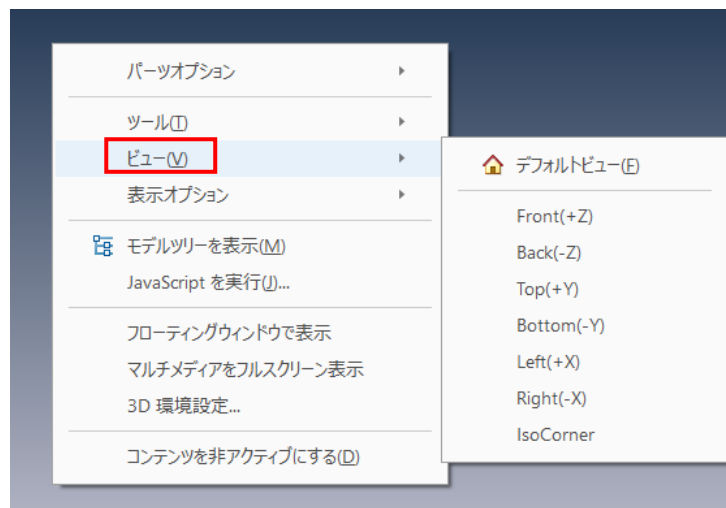 パーツオプション
ツール(T)
ビュー(V)
表示オプション
モデルツリーを表示(M)
JavaScript を実行(J)...
フローティングウィンドウで表示
マルチメディアをフルスクリーン表示
3D 環境設定...
コンテンツを非アクティブにする(D)
デフォルトビュー(F)
Front(+Z)
Back(-Z)
Top(+Y)
Bottom(-Y)
Left(+X)
Right(-X)
IsoCorner